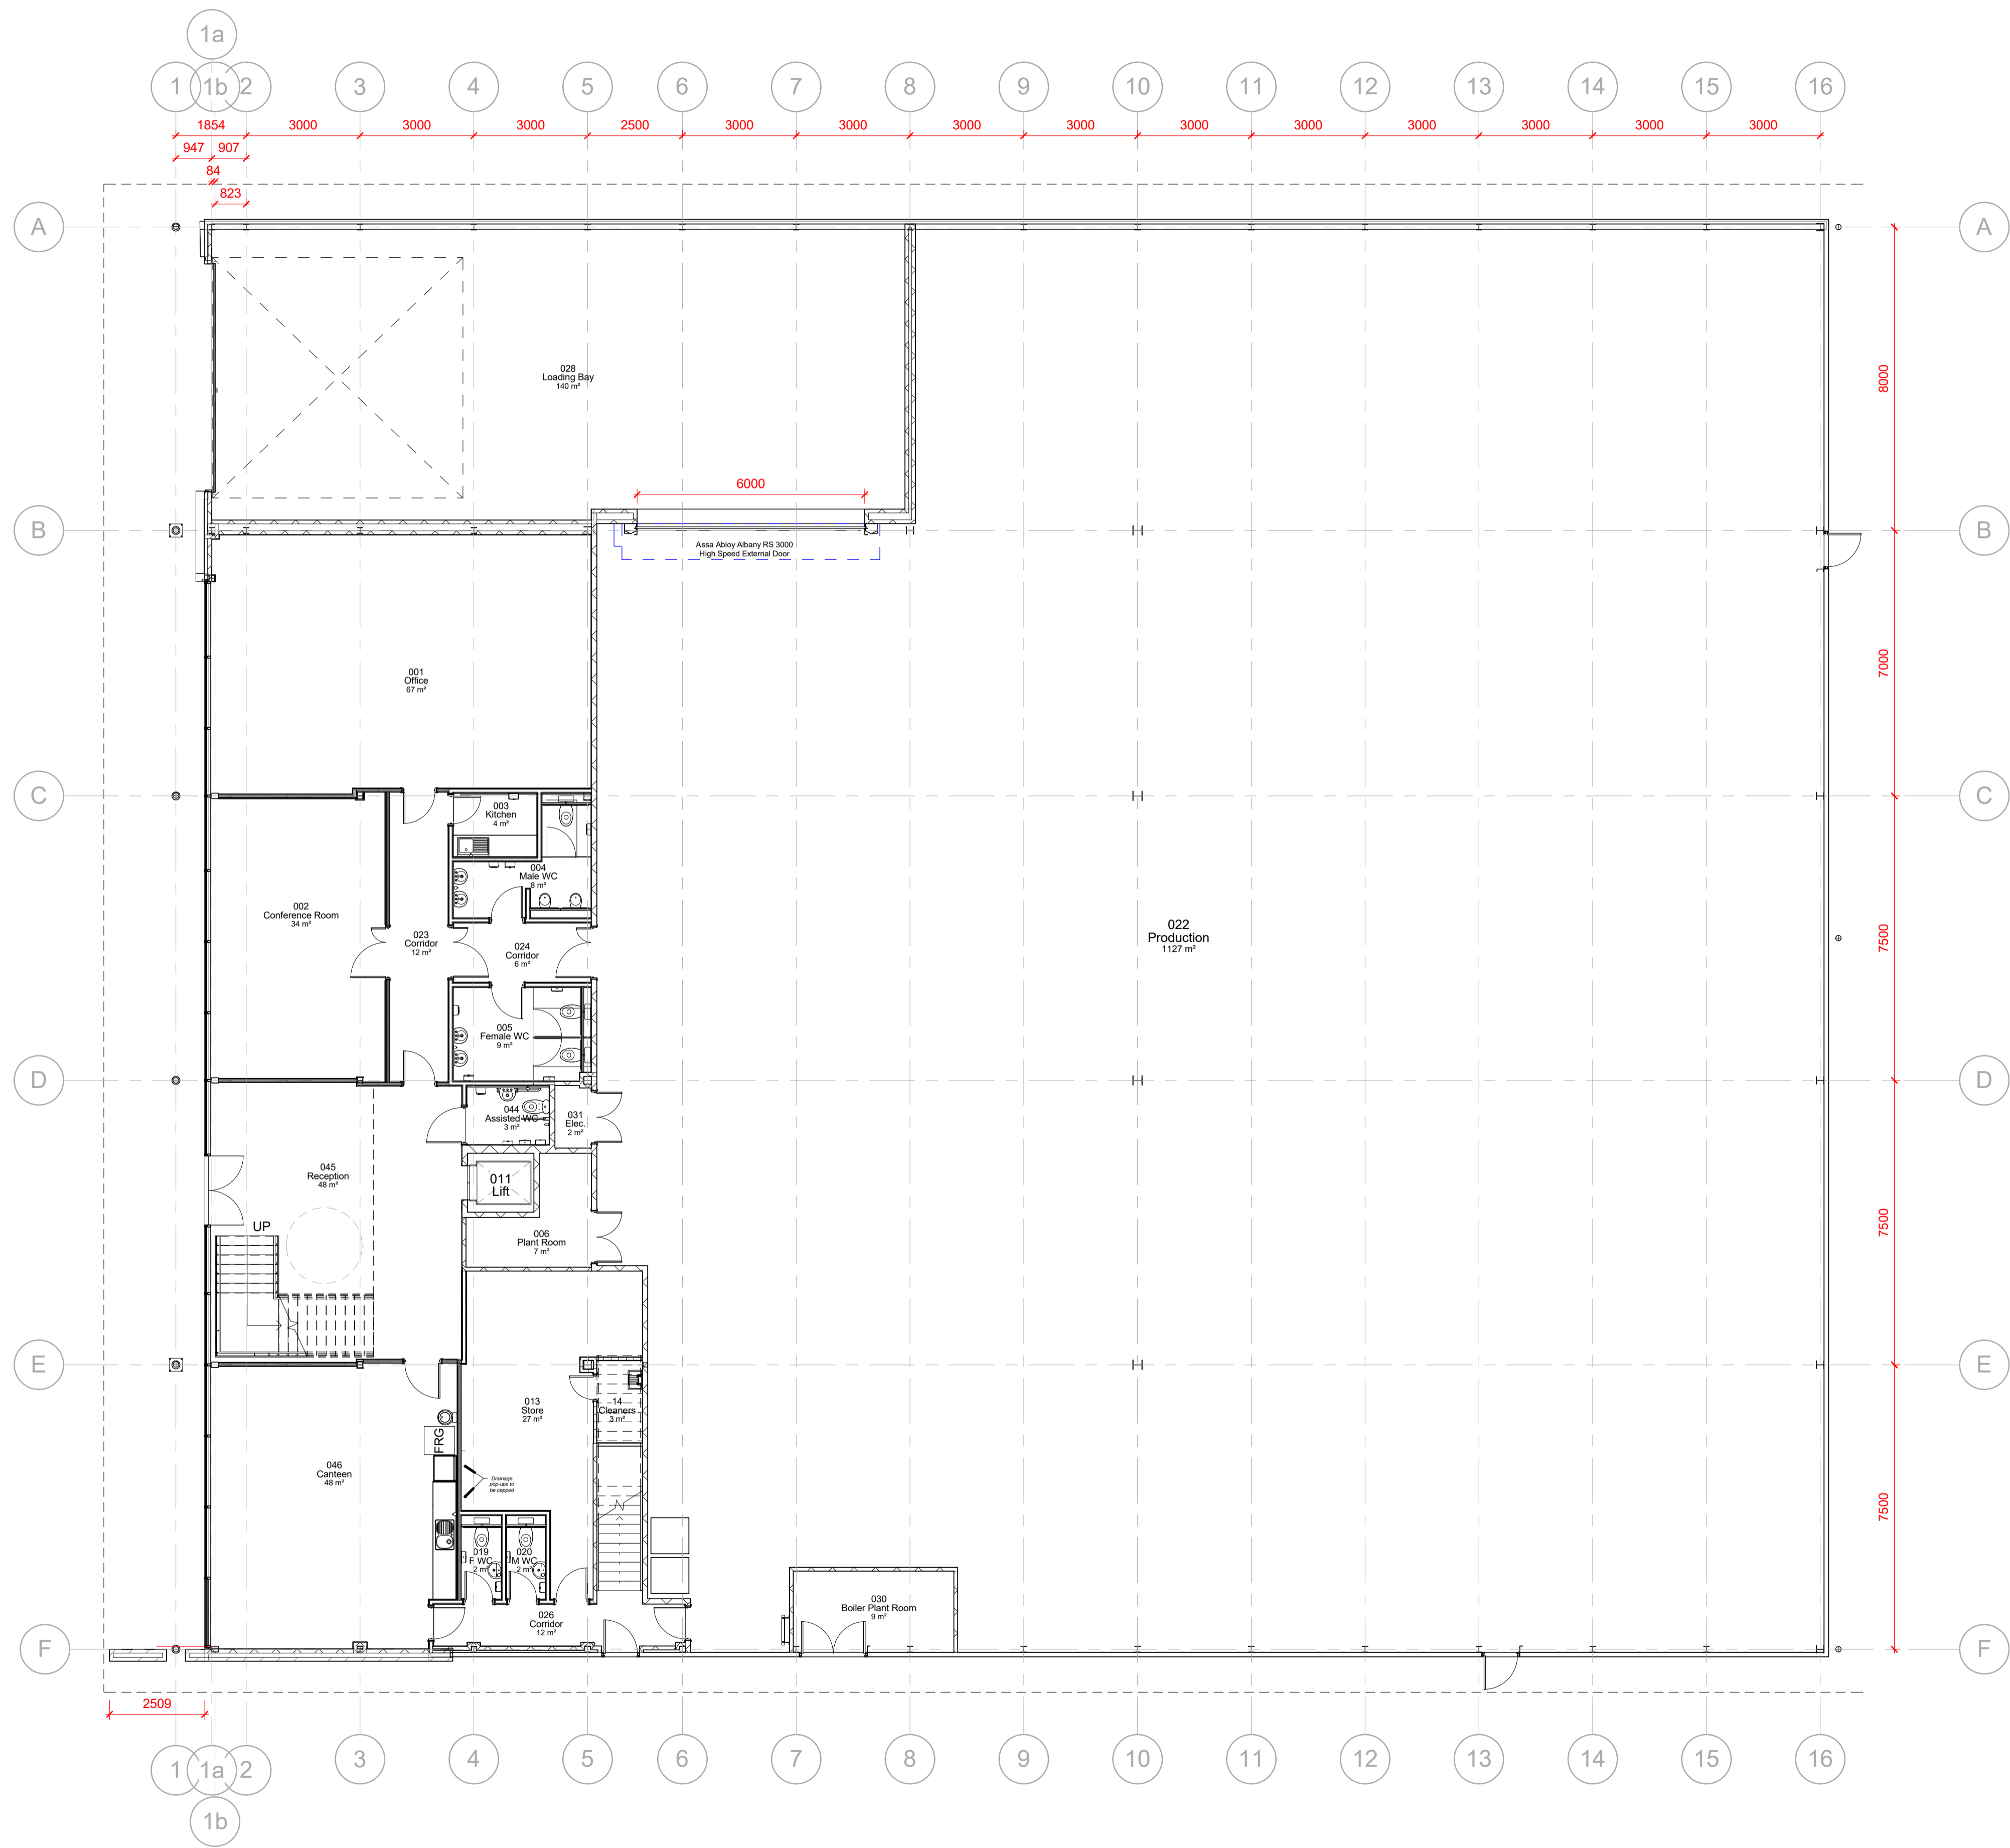 1a
1
1b
2
3
4
5
6
7
8
9
10
11
12
13
14
15
16
1854
3000
3000
3000
2500
3000
3000
3000
3000
3000
3000
3000
3000
3000
3000
947
907
84
823
A
A
8000
028
Loading Bay
140 m²
6000
B
B
Assa Abloy Albany RS 3000
High Speed External Door
7000
001
Office
67 m²
C
C
003
Kitchen
4 m²
004
Male WC
8 m²
002
Conference Room
34 m²
023
Corridor
12 m²
024
Corridor
6 m²
022
Production
1127 m²
7500
005
Female WC
9 m²
D
D
044
Assisted WC
3 m²
031
Elec.
2 m²
045
Reception
48 m²
011
Lift
UP
006
Plant Room
7 m²
7500
E
E
013
Store
27 m²
14
Cleaners
3 m²
FRG
046
Canteen
48 m²
Drainage
pop-ups to
be capped
7500
019
F WC
2 m²
020
M WC
2 m²
026
Corridor
12 m²
030
Boiler Plant Room
9 m²
F
F
2509
1
1a
2
3
4
5
6
7
8
9
10
11
12
13
14
15
16
1b